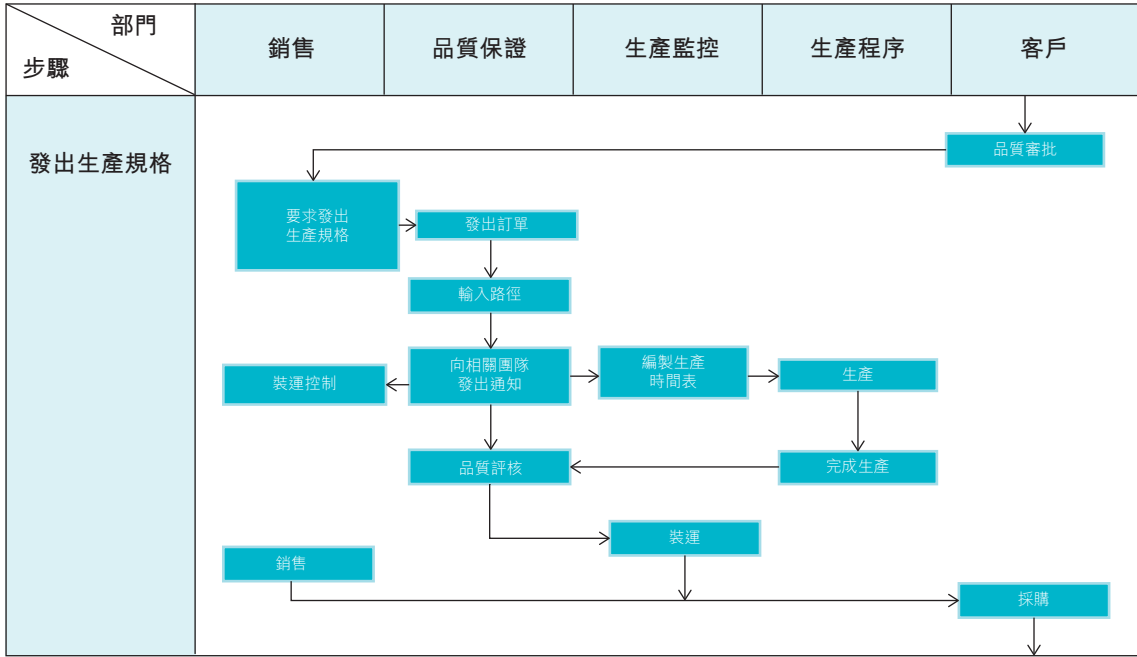 部門
步驟
銷售
品質保證
生產監控
生產程序
客戶
發出生產規格
品質審批
要求發出
生產規格
發出訂單
輸入路徑
向相關團隊
發出通知
編製生產
時間表
生產
裝運控制
品質評核
完成生產
裝運
銷售
採購